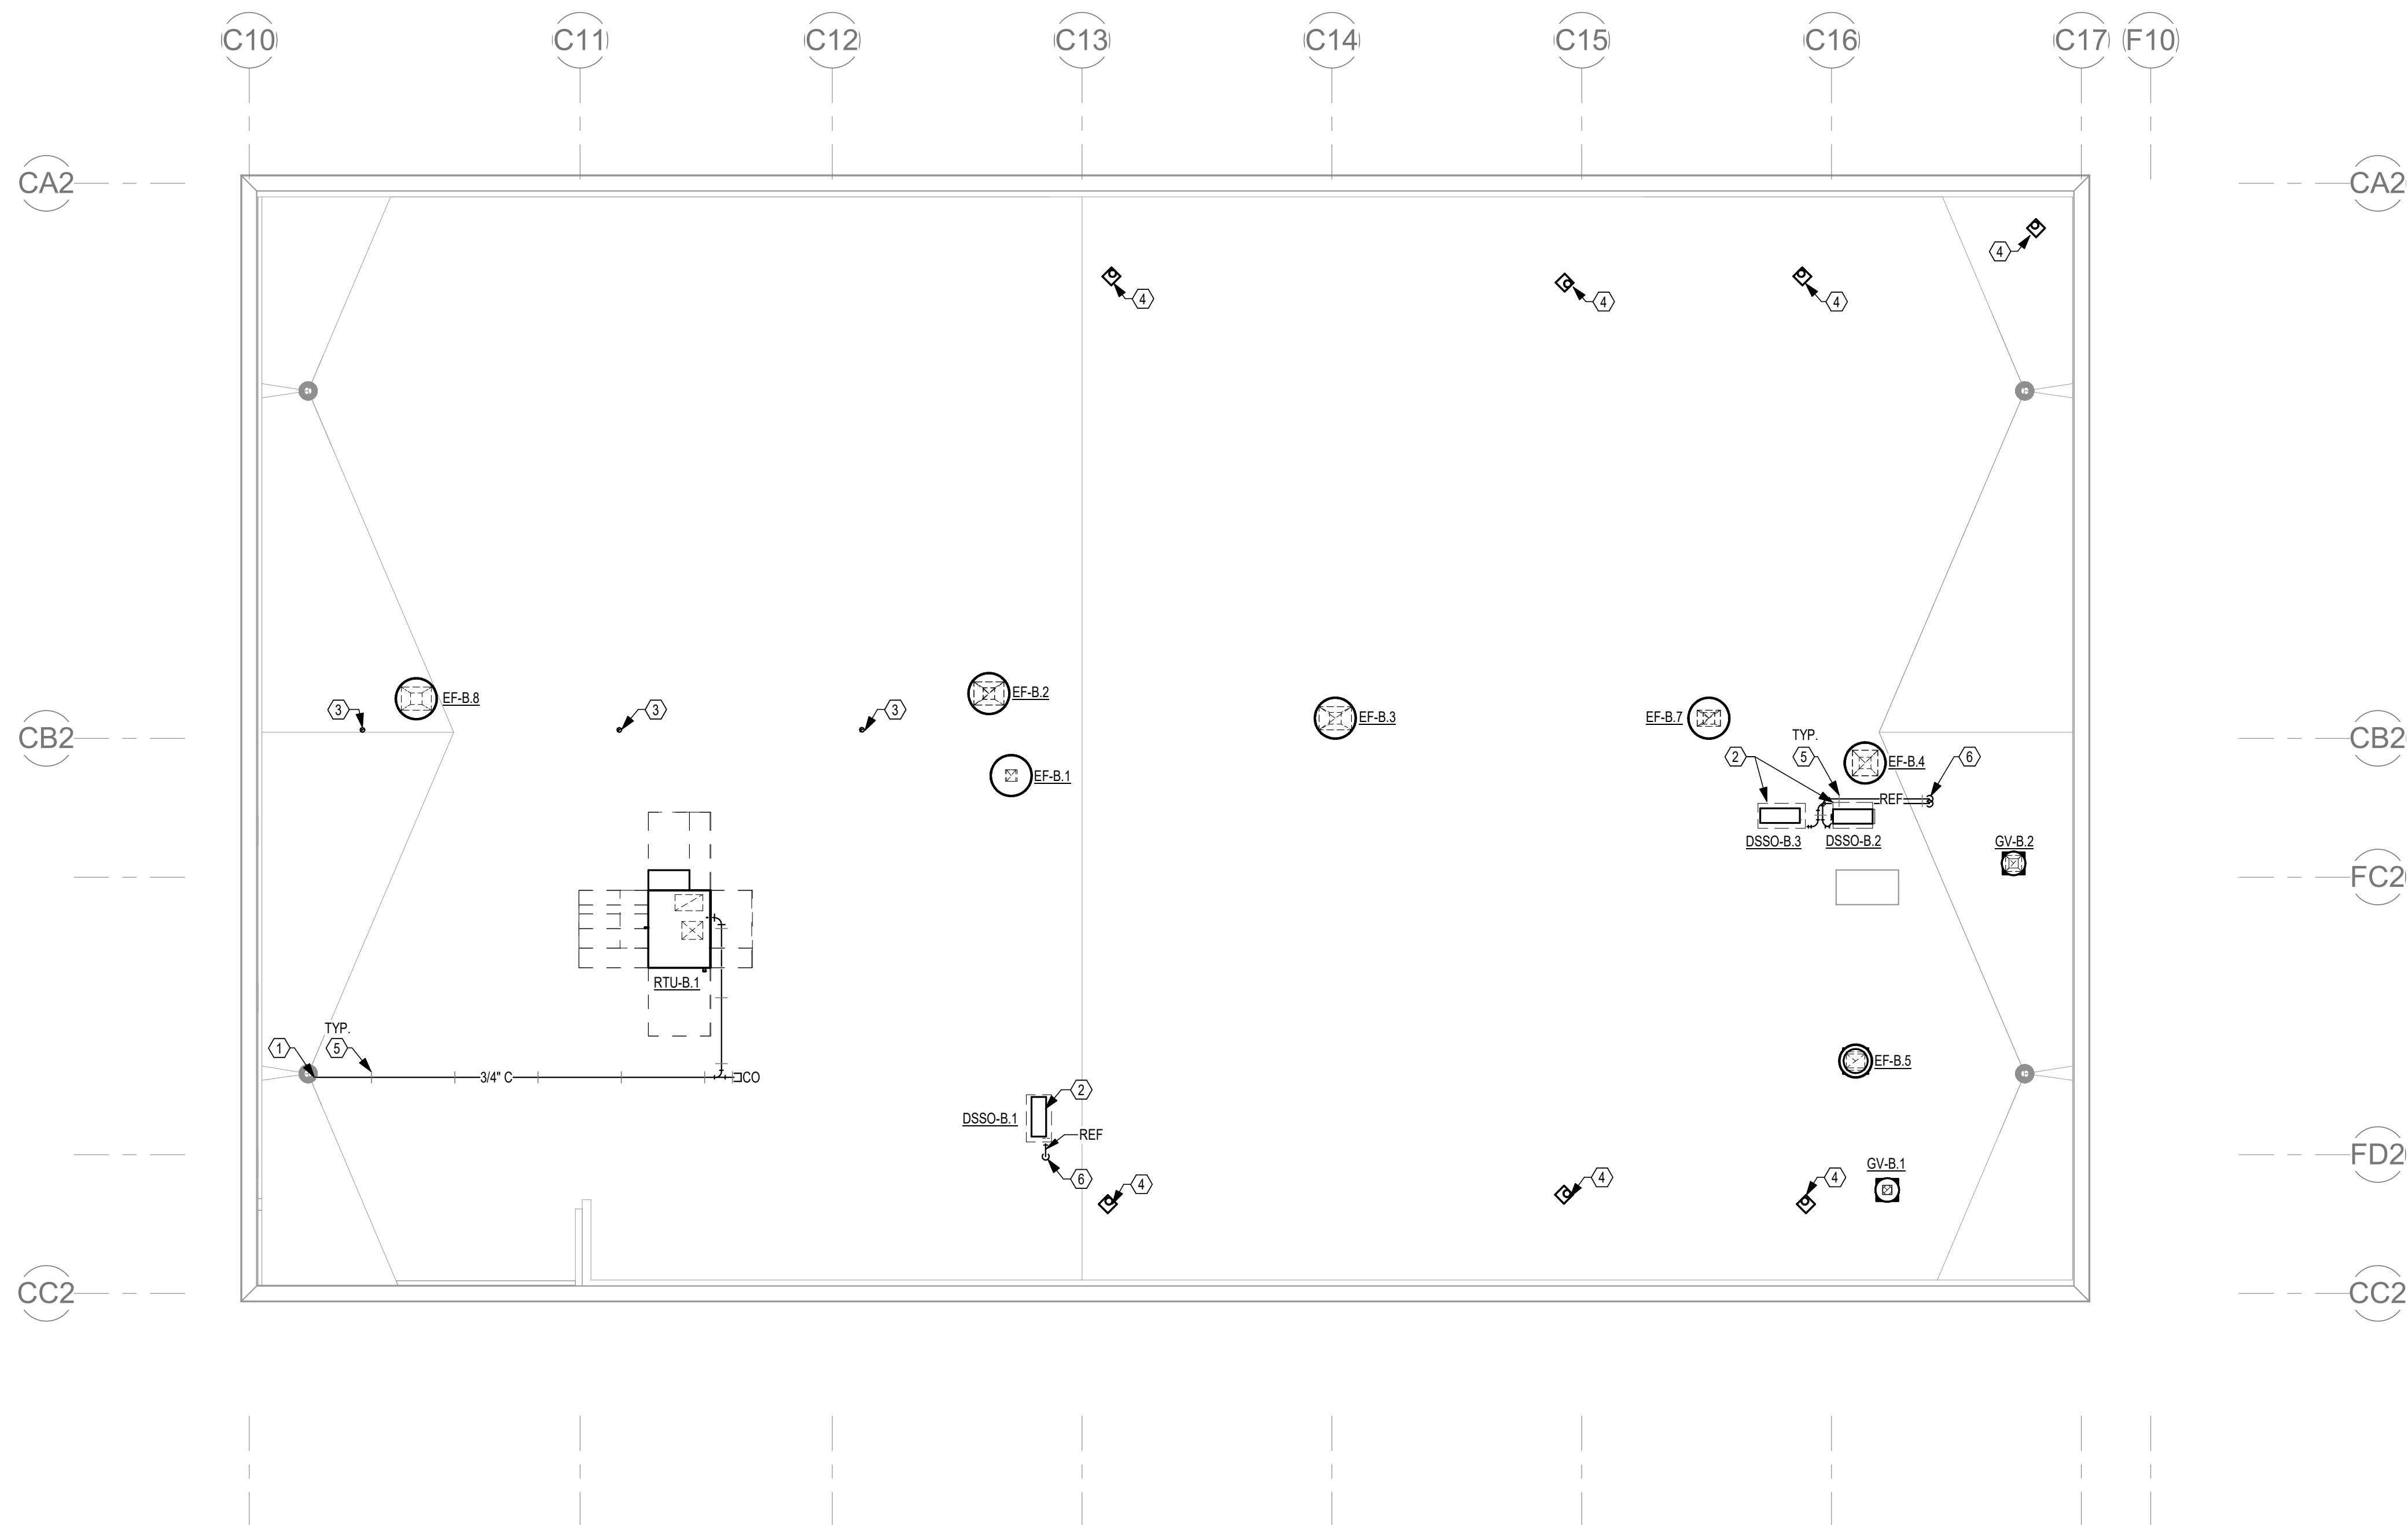 C10 C11 C12 C13 C14 C15 C16 C17 F10
CA2 CA2
4
4 4 4
EF-B.8 EF-B.2
3 3 3 EF-B.3 EF-B.7
CB2 TYP. CB2
2 5 EF-B.4 6
EF-B.1
REF
DSSO-B.3 DSSO-B.2 GV-B.2
FC2
RTU-B.1
TYP.
1 5
EF-B.5
3/4" C CO
2
DSSO-B.1
REF
FD2
GV-B.1
6 4 4 4
CC2 CC2